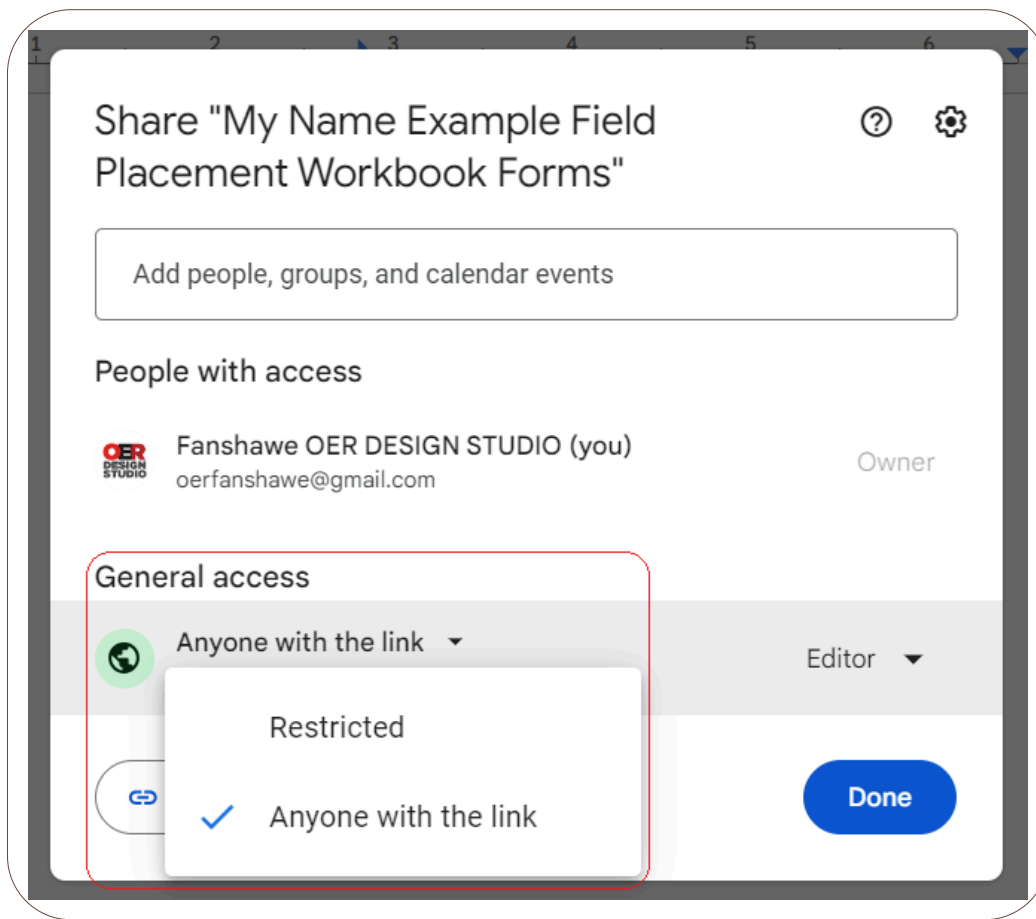 1 2 3 4 5 6
Share "My Name Example Field
Placement Workbook Forms"
Add people, groups, and calendar events
People with access
OER
DESIGN
STUDIO
Fanshawe OER DESIGN STUDIO (you)
oerfanshawe@gmail.com
Owner
General access
Anyone with the link
Editor
Restricted
Anyone with the link
Done